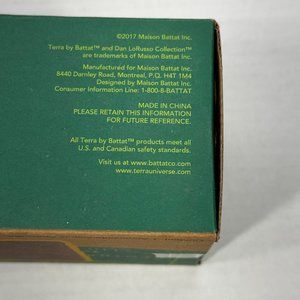 ©2017 Maison Battat Inc.
Terra by Battat™ and Dan LoRusso Collection™
are trademarks of Maison Battat Inc.
Manufactured for Maison Battat Inc.
8440 Darnley Road, Montreal, P.Q. H4T 1M4
Designed by Maison Battat Inc.
Consumer Information Line: 1-800-8-BATTAT
MADE IN CHINA
PLEASE RETAIN THIS INFORMATION
FOR FUTURE REFERENCE.
All Terra by Battat™ products meet all
U.S. and Canadian safety standards.
Visit us at www.battatco.com
www.terrauniverse.com